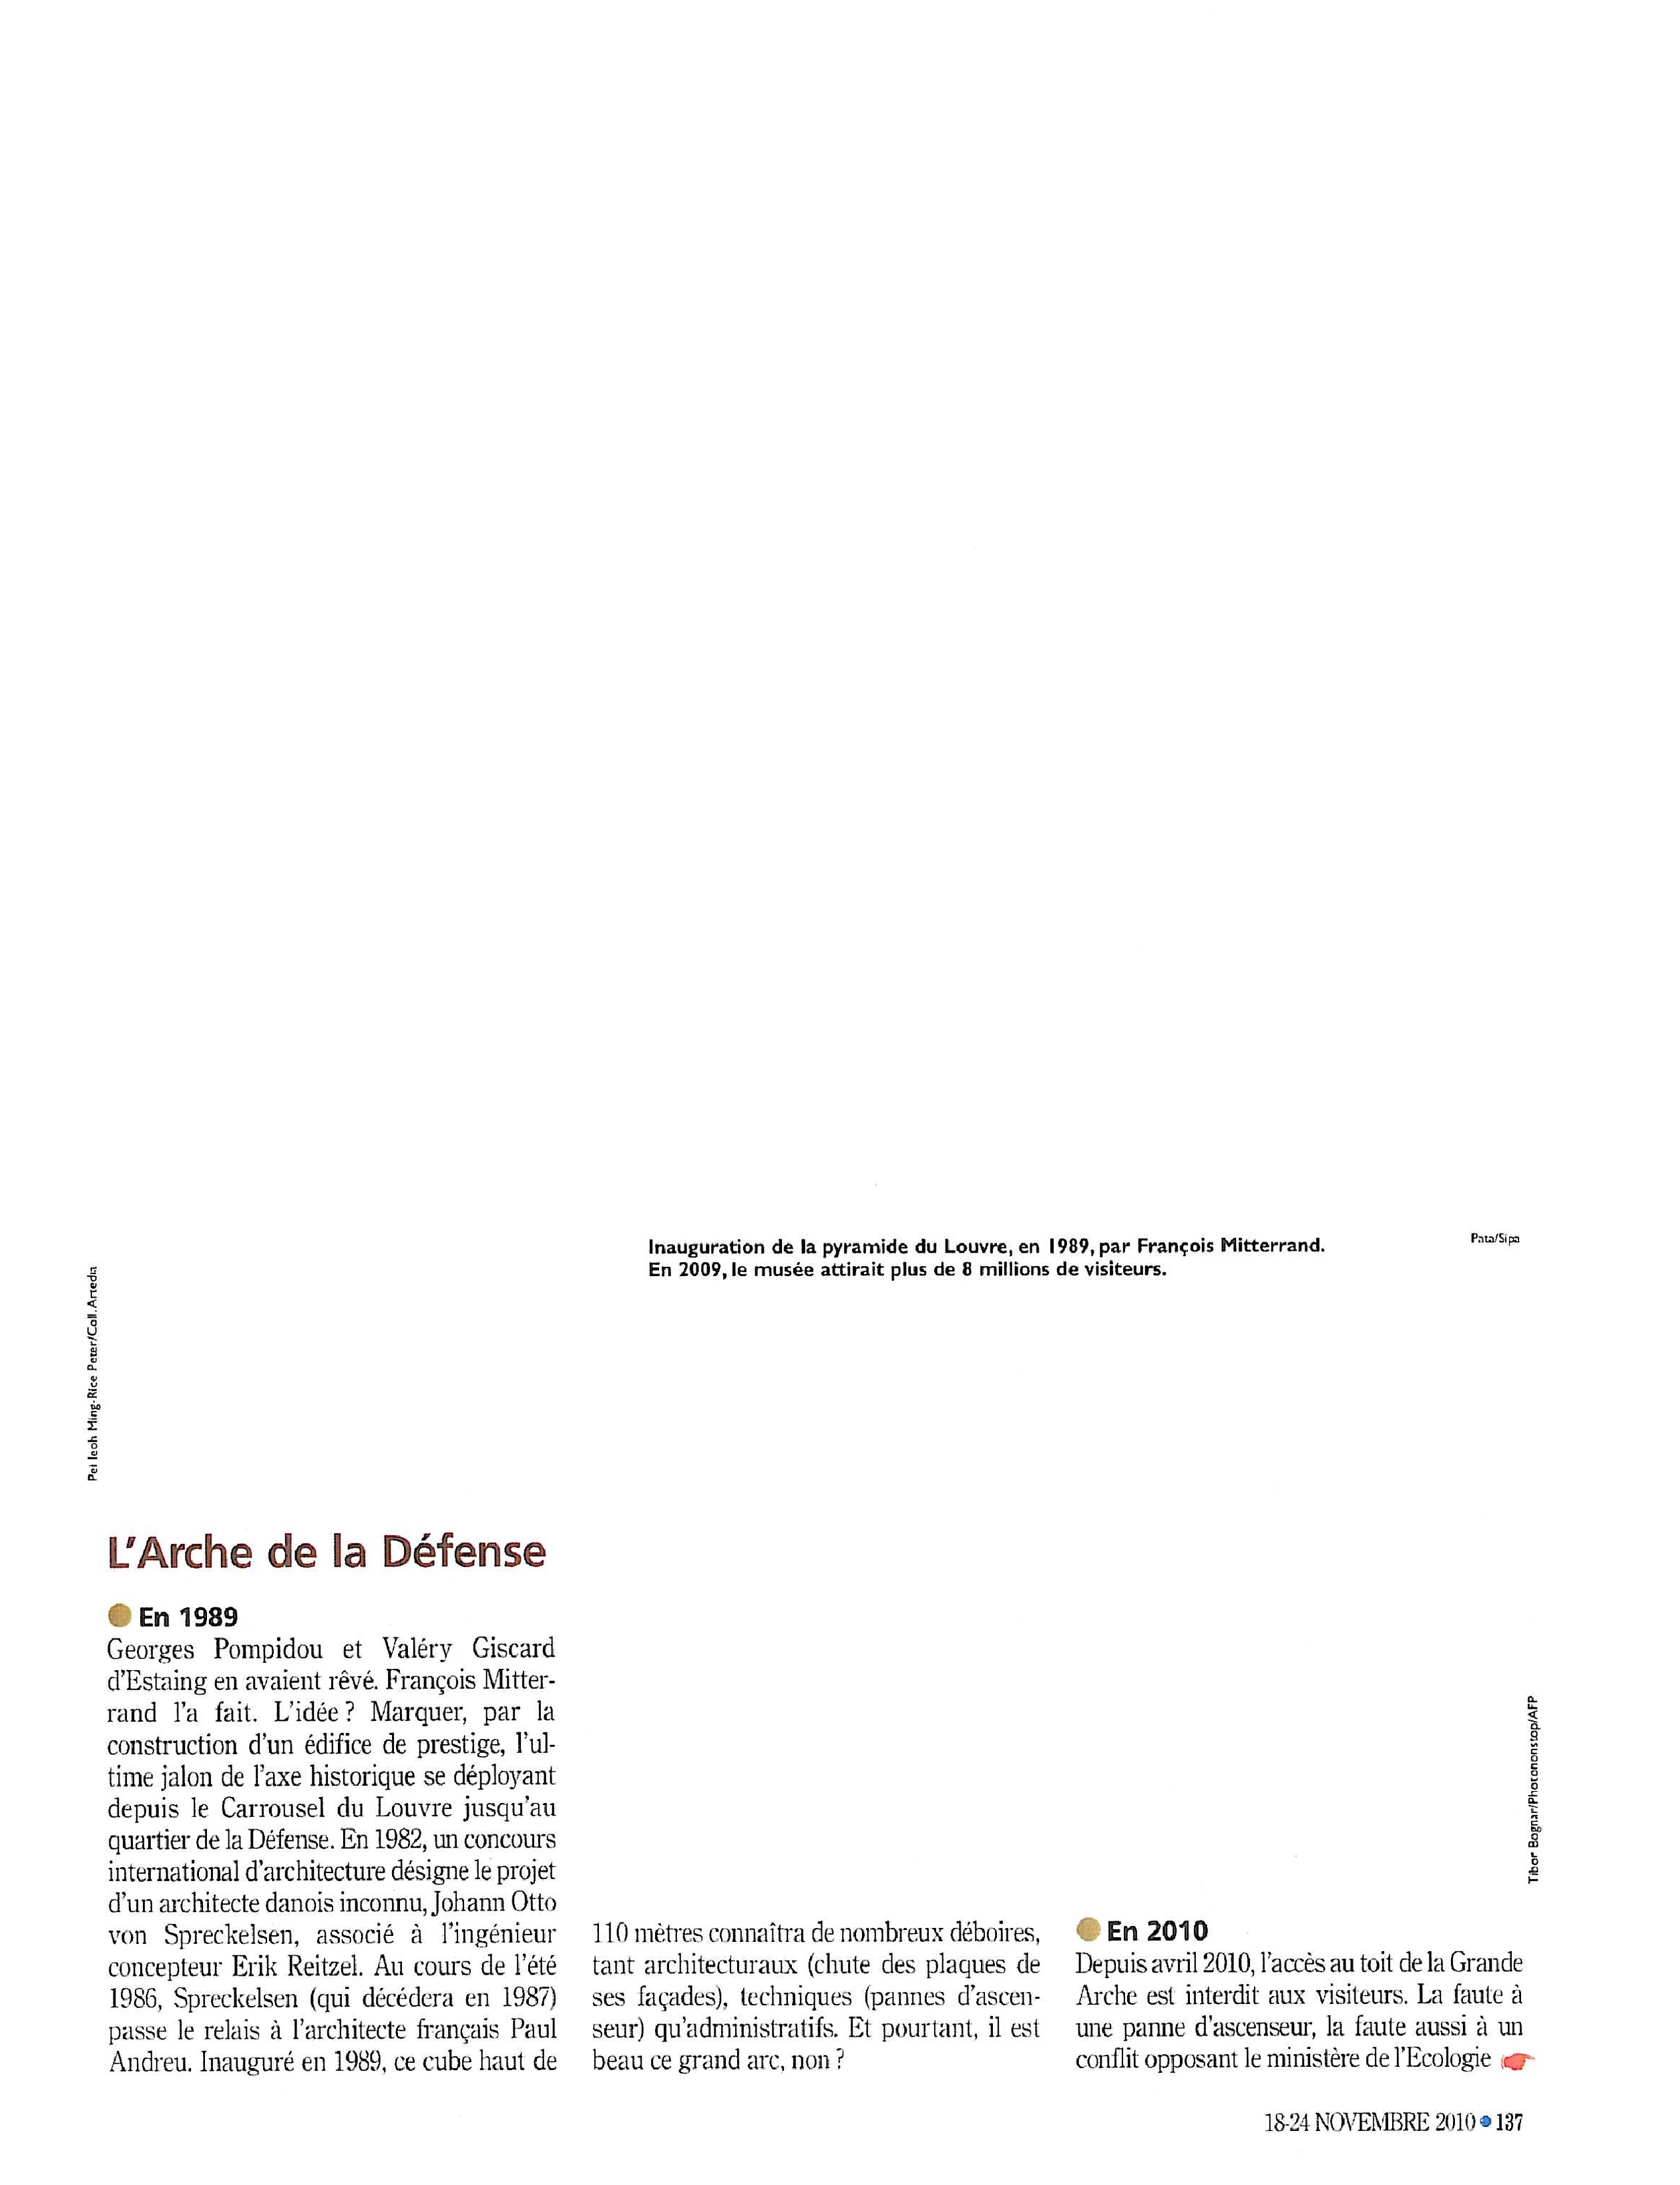 Inauguration de la pyramide du Louvre, en 1989, par François Mitterrand.
En 2009, le musée attirait plus de 8 millions de visiteurs.
Pata/Sipa
Pei Ieoh Ming-Rice Peter/Coll. Artedia
L'Arche de la Défense
En 1989
Georges Pompidou et Valéry Giscard
d'Estaing en avaient rêvé. François Mitter-
rand l'a fait. L'idée ? Marquer, par la
construction d'un édifice de prestige, l'ul-
time jalon de l'axe historique se déployant
depuis le Carrousel du Louvre jusqu'au
quartier de la Défense. En 1982, un concours
international d'architecture désigne le projet
d'un architecte danois inconnu, Johann Otto
von Spreckelsen, associé à l'ingénieur
concepteur Erik Reitzel. Au cours de l'été
1986, Spreckelsen (qui décédera en 1987)
passe le relais à l'architecte français Paul
Andreu. Inauguré en 1989, ce cube haut de
110 mètres connaîtra de nombreux déboires,
tant architecturaux (chute des plaques de
ses façades), techniques (pannes d'ascen-
seur) qu'administratifs. Et pourtant, il est
beau ce grand arc, non ?
Tibor Bognar/Photononstop/AFP
En 2010
Depuis avril 2010, l'accès au toit de la Grande
Arche est interdit aux visiteurs. La faute à
une panne d'ascenseur, la faute aussi à un
conflit opposant le ministère de l'Ecologie
18-24 NOVEMBRE 2010 • 137